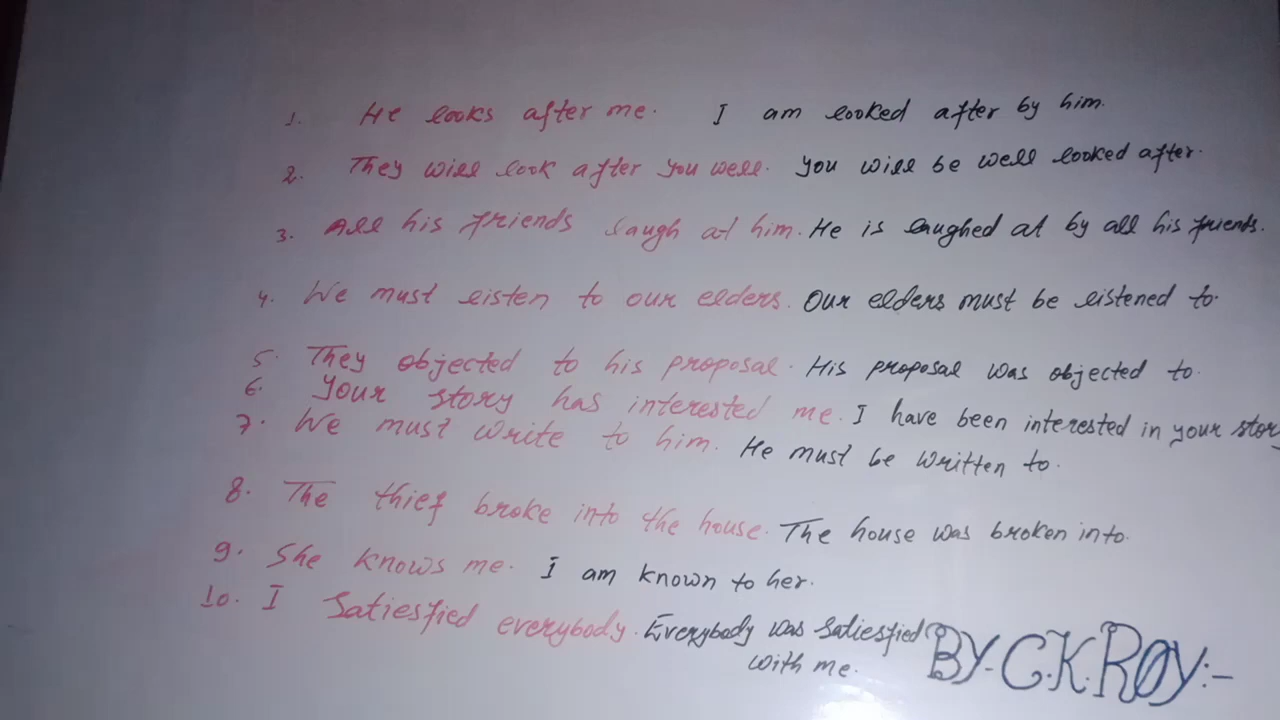 1. He looks after me. I am looked after by him.
2. They will look after you well. You will be well looked after.
3. All his friends laugh at him. He is laughed at by all his friends.
4. We must listen to our elders. Our elders must be listened to.
5. They objected to his proposal. His proposal was objected to.
6. Your story has interested me. I have been interested in your stor
7. We must write to him. He must be written to.
8. The thief broke into the house. The house was broken into.
9. She knows me. I am known to her.
10. I Satiesfied everybody. Everybody was Satiesfied
with me.
BY-C.K.ROY:-